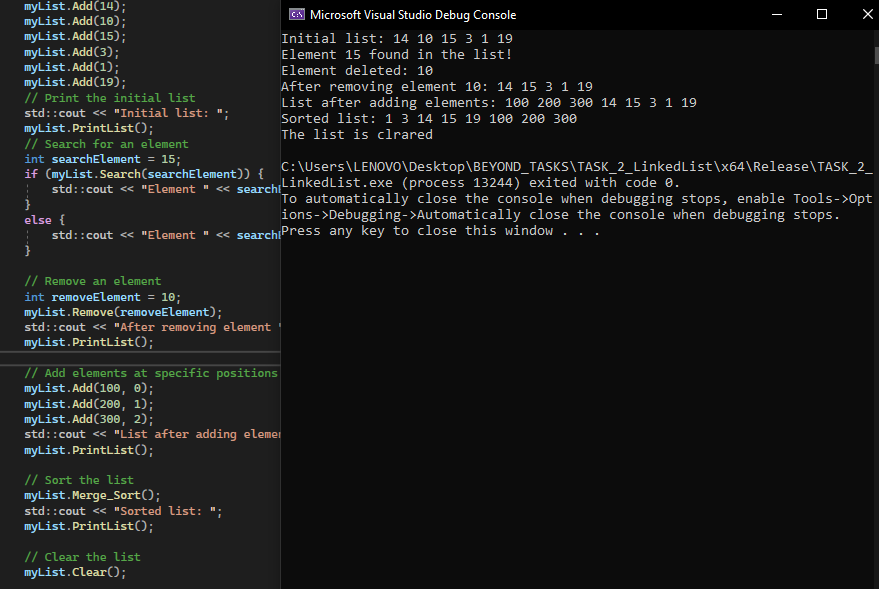 myList.Add(14);
myList.Add(10);
myList.Add(15);
myList.Add(3);
myList.Add(1);
myList.Add(19);
// Print the initial list
std::cout << "Initial list: ";
myList.PrintList();
// Search for an element
int searchElement = 15;
if (myList.Search(searchElement)) {
std::cout << "Element " << search
}
else {
std::cout << "Element " << search
}
// Remove an element
int removeElement = 10;
myList.Remove(removeElement);
std::cout << "After removing element "
myList.PrintList();
// Add elements at specific positions
myList.Add(100, 0);
myList.Add(200, 1);
myList.Add(300, 2);
std::cout << "List after adding eleme
myList.PrintList();
// Sort the list
myList.Merge_Sort();
std::cout << "Sorted list: ";
myList.PrintList();
// Clear the list
myList.Clear();
C:\ Microsoft Visual Studio Debug Console
Initial list: 14 10 15 3 1 19
Element 15 found in the list!
Element deleted: 10
After removing element 10: 14 15 3 1 19
List after adding elements: 100 200 300 14 15 3 1 19
Sorted list: 1 3 14 15 19 100 200 300
The list is clrared
C:\Users\LENOVO\Desktop\BEYOND_TASKS\TASK_2_LinkedList\x64\Release\TASK_2_
LinkedList.exe (process 13244) exited with code 0.
To automatically close the console when debugging stops, enable Tools->Opt
ions->Debugging->Automatically close the console when debugging stops.
Press any key to close this window . . .